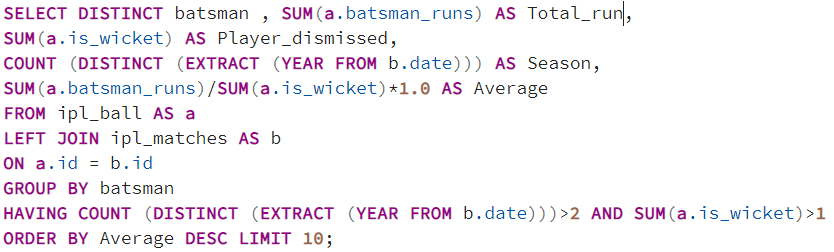 SELECT DISTINCT batsman , SUM(a.batsman_runs) AS Total_run,
SUM(a.is_wicket) AS Player_dismissed,
COUNT (DISTINCT (EXTRACT (YEAR FROM b.date))) AS Season,
SUM(a.batsman_runs)/SUM(a.is_wicket)*1.0 AS Average
FROM ipl_ball AS a
LEFT JOIN ipl_matches AS b
ON a.id = b.id
GROUP BY batsman
HAVING COUNT (DISTINCT (EXTRACT (YEAR FROM b.date)))>2 AND SUM(a.is_wicket)>1
ORDER BY Average DESC LIMIT 10;